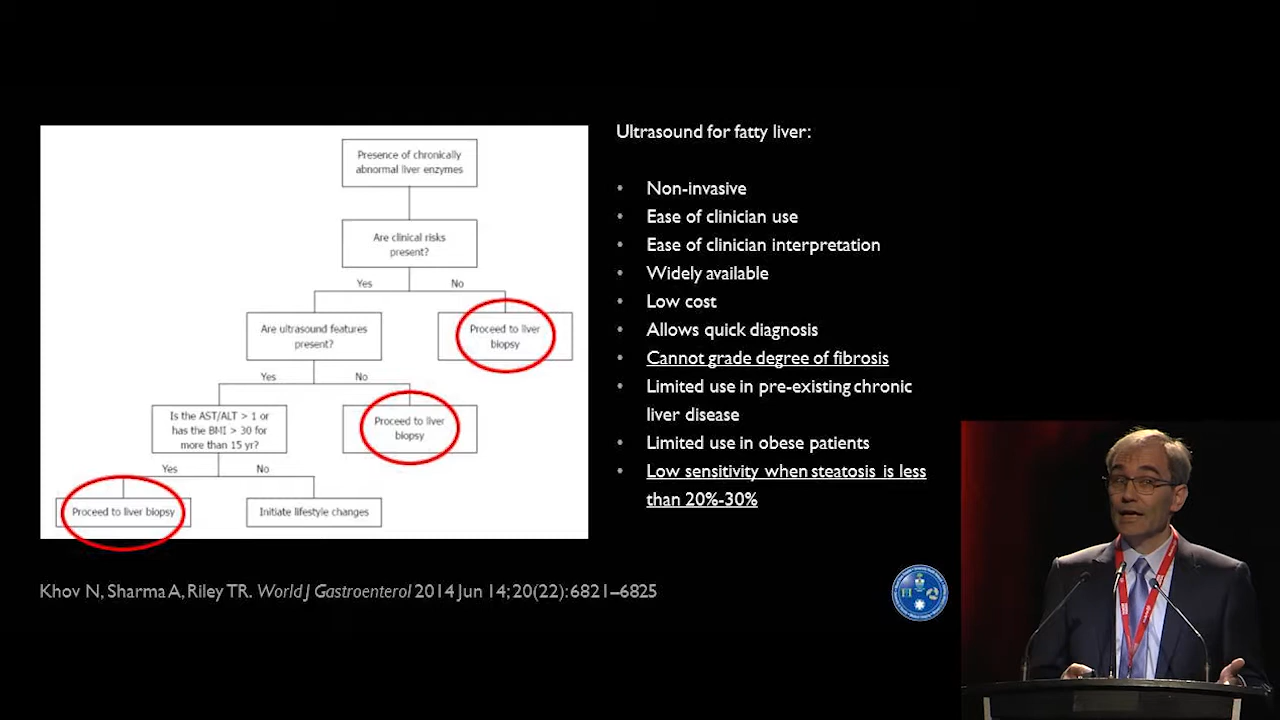 Presence of chronically
abnormal liver enzymes
Are clinical risks
present?
Yes
No
Are ultrasound features
present?
Proceed to liver
biopsy
Yes
No
Is the AST/ALT > 1 or
has the BMI > 30 for
more than 15 yr?
Proceed to liver
biopsy
Yes
No
Proceed to liver biopsy
Initiate lifestyle changes
Ultrasound for fatty liver:
• Non-invasive
• Ease of clinician use
• Ease of clinician interpretation
• Widely available
• Low cost
• Allows quick diagnosis
• Cannot grade degree of fibrosis
• Limited use in pre-existing chronic
liver disease
• Limited use in obese patients
• Low sensitivity when steatosis is less
than 20%-30%
Khov N, Sharma A, Riley TR. World J Gastroenterol 2014 Jun 14; 20(22): 6821–6825